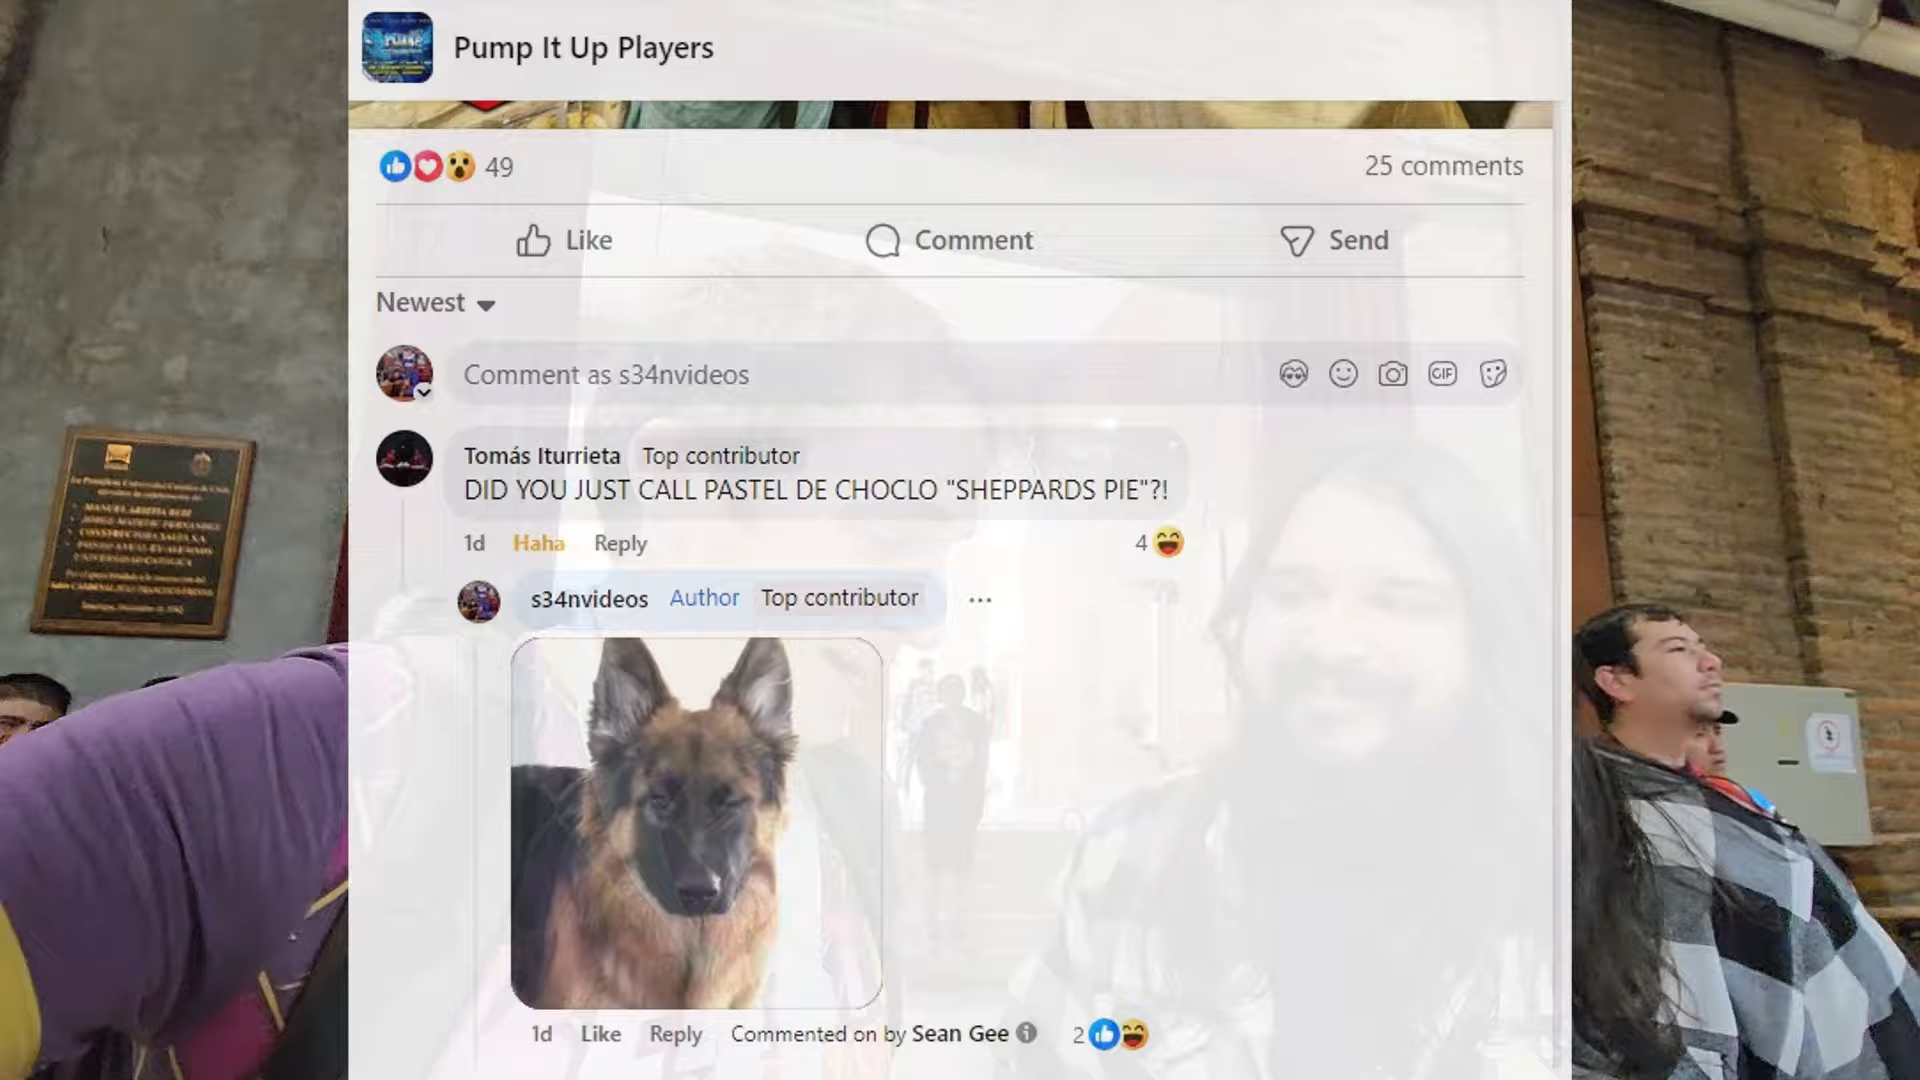 Pump It Up Players
49
25 comments
Like
Comment
Send
Newest
Comment as s34nvideos
GIF
Tomás Iturrieta Top contributor
DID YOU JUST CALL PASTEL DE CHOCLO "SHEPPARDS PIE"?!
1d Haha Reply
4
s34nvideos Author Top contributor
1d Like Reply Commented on by Sean Gee
2